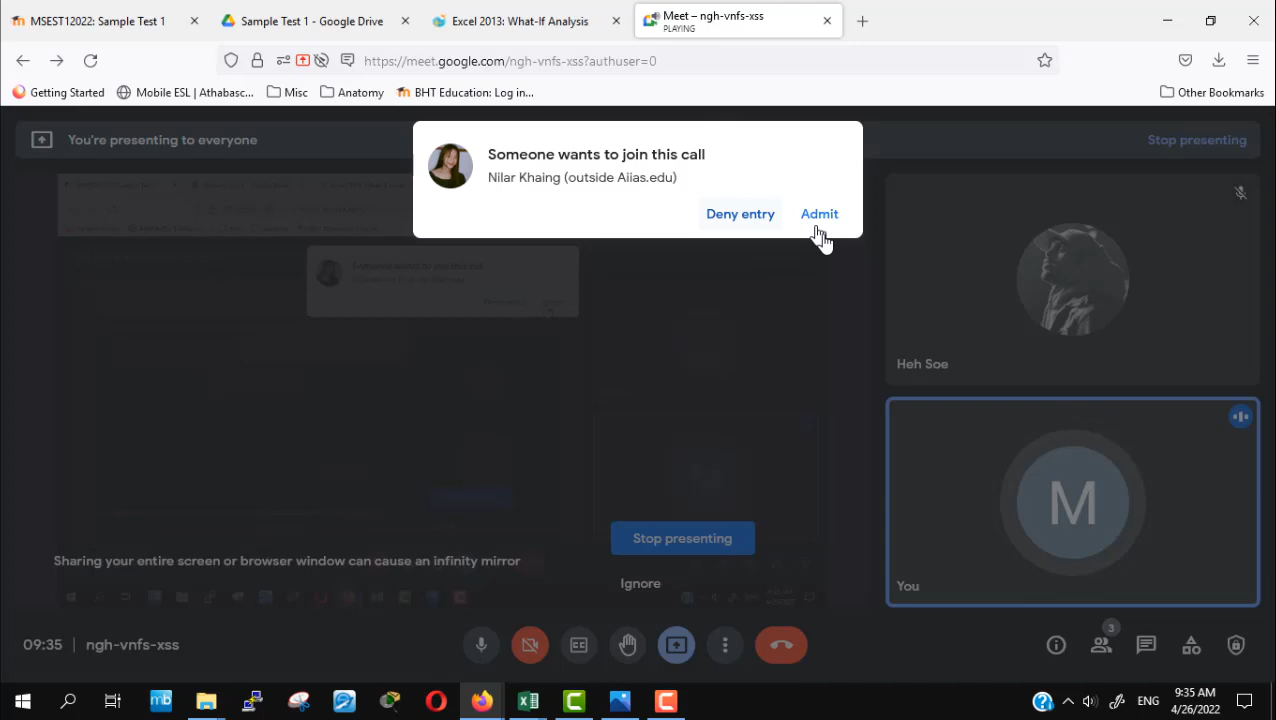 MSEST12022: Sample Test 1
Sample Test 1 - Google Drive
Excel 2013: What-If Analysis
Meet – ngh-vnfs-xss
PLAYING
https://meet.google.com/ngh-vnfs-xss?authuser=0
Getting Started
Mobile ESL | Athabasc...
Misc
Anatomy
BHT Education: Log in...
Other Bookmarks
You're presenting to everyone
Stop presenting
Someone wants to join this call
Nilar Khaing (outside Aiias.edu)
Deny entry
Admit
Heh Soe
Stop presenting
Sharing your entire screen or browser window can cause an infinity mirror
Ignore
M
You
09:35 | ngh-vnfs-xss
3
mb
ENG
9:35 AM
4/26/2022